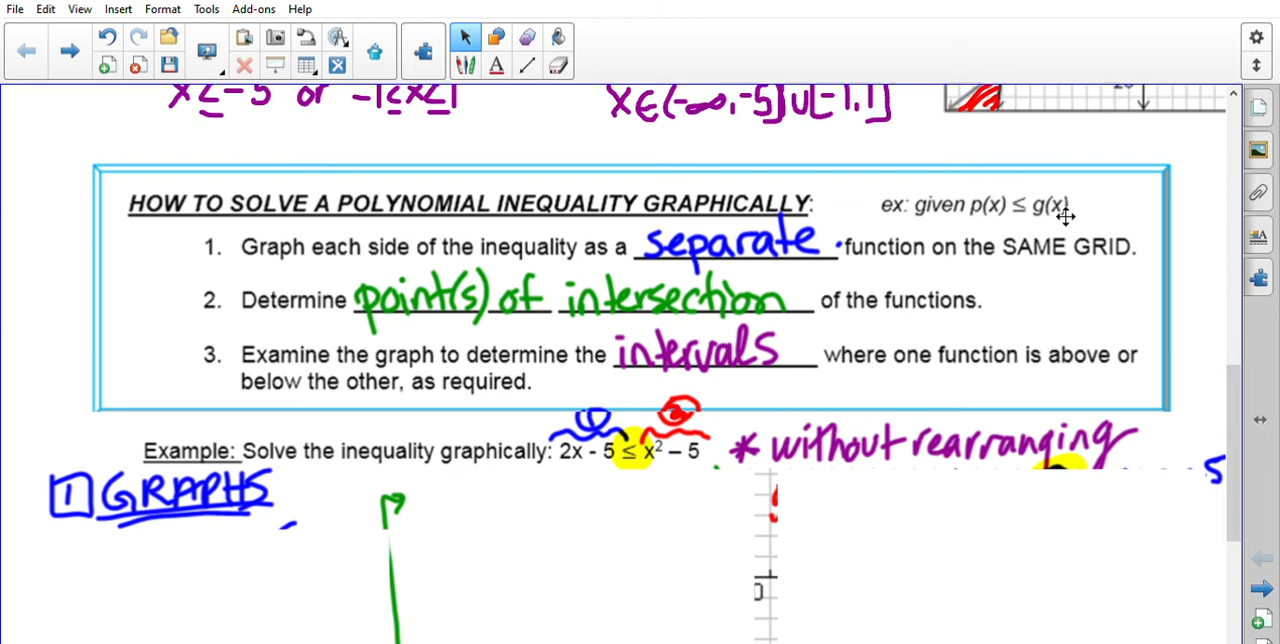 File Edit View Insert Format Tools Add-ons Help
x ≤ -5 or -1 ≤ x ≤ 1 x∈(-∞,-5]∪[-1,1]
HOW TO SOLVE A POLYNOMIAL INEQUALITY GRAPHICALLY: ex: given p(x) ≤ g(x)
1. Graph each side of the inequality as a separate function on the SAME GRID.
2. Determine point(s) of intersection of the functions.
3. Examine the graph to determine the intervals where one function is above or
below the other, as required.
① ②
Example: Solve the inequality graphically: 2x - 5 ≤ x² – 5 * without rearranging
5
1 GRAPHS